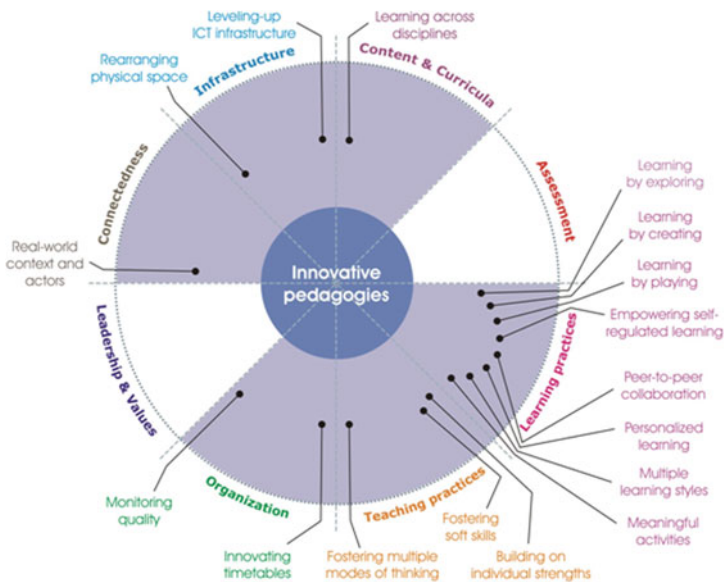 Leveling-up
ICT infrastructure
Learning across
disciplines
Rearranging
physical space
Infrastructure
Content & Curricula
Connectedness
Assessment
Learning
by exploring
Learning
by creating
Learning
by playing
Real-world
context and
actors
Innovative
pedagogies
Empowering self-
regulated learning
Leadership & Values
Learning practices
Peer-to-peer
collaboration
Personalized
learning
Multiple
learning styles
Meaningful
activities
Monitoring
quality
Organization
Teaching practices
Fostering
soft skills
Innovating
timetables
Fostering multiple
modes of thinking
Building on
individual strengths